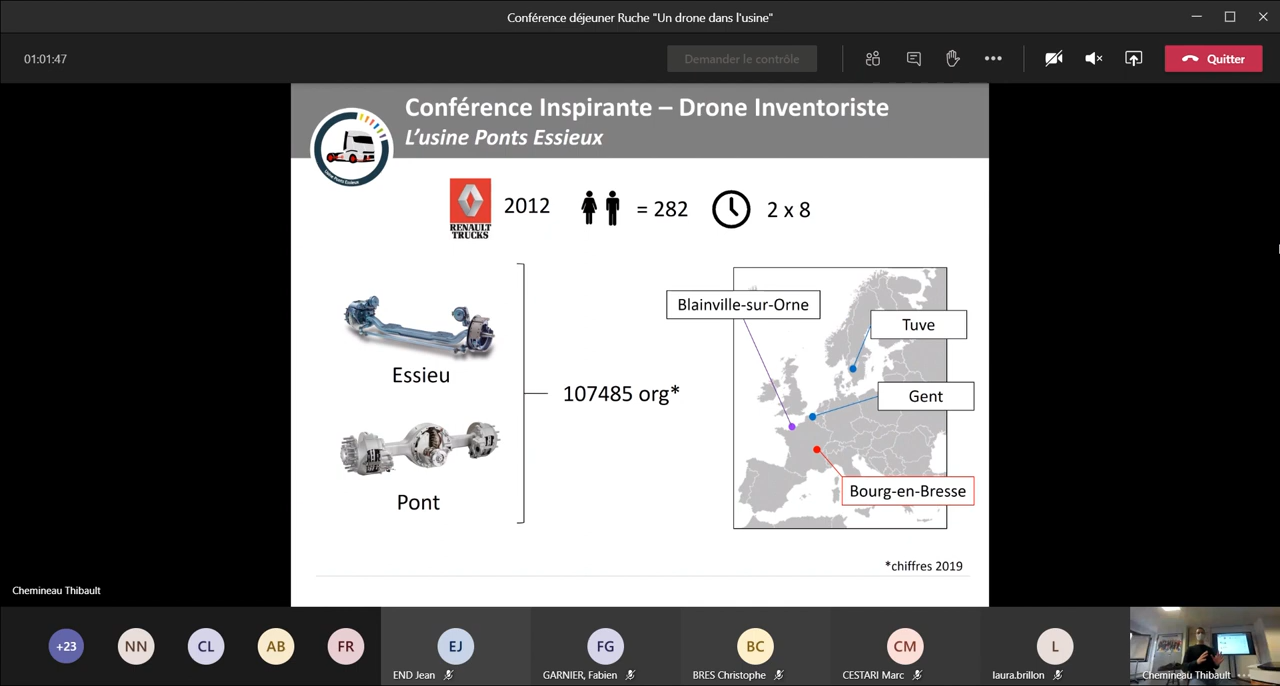 Conférence déjeuner Ruche "Un drone dans l'usine"
01:01:47
Demander le contrôle
Quitter
Conférence Inspirante – Drone Inventoriste
L'usine Ponts Essieux
Usine Ponts Essieux
RENAULT
TRUCKS
2012
= 282
2 x 8
Blainville-sur-Orne
Tuve
Essieu
107485 org*
Gent
Pont
Bourg-en-Bresse
*chiffres 2019
Chemineau Thibault
+23
NN
CL
AB
FR
EJ
END Jean
FG
GARNIER, Fabien
BC
BRES Christophe
CM
CESTARI Marc
L
laura.brillon
Chemineau Thibault